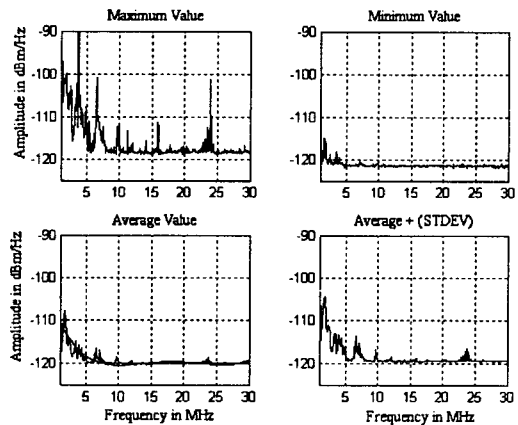 Maximum Value
Minimum Value
Amplitude in dBm/Hz
-90
-100
-110
-120
5 10 15 20 25 30
-90
-100
-110
-120
5 10 15 20 25 30
Average Value
Average + (STDEV)
Amplitude in dBm/Hz
-90
-100
-110
-120
5 10 15 20 25 30
Frequency in MHz
-90
-100
-110
-120
5 10 15 20 25 30
Frequency in MHz